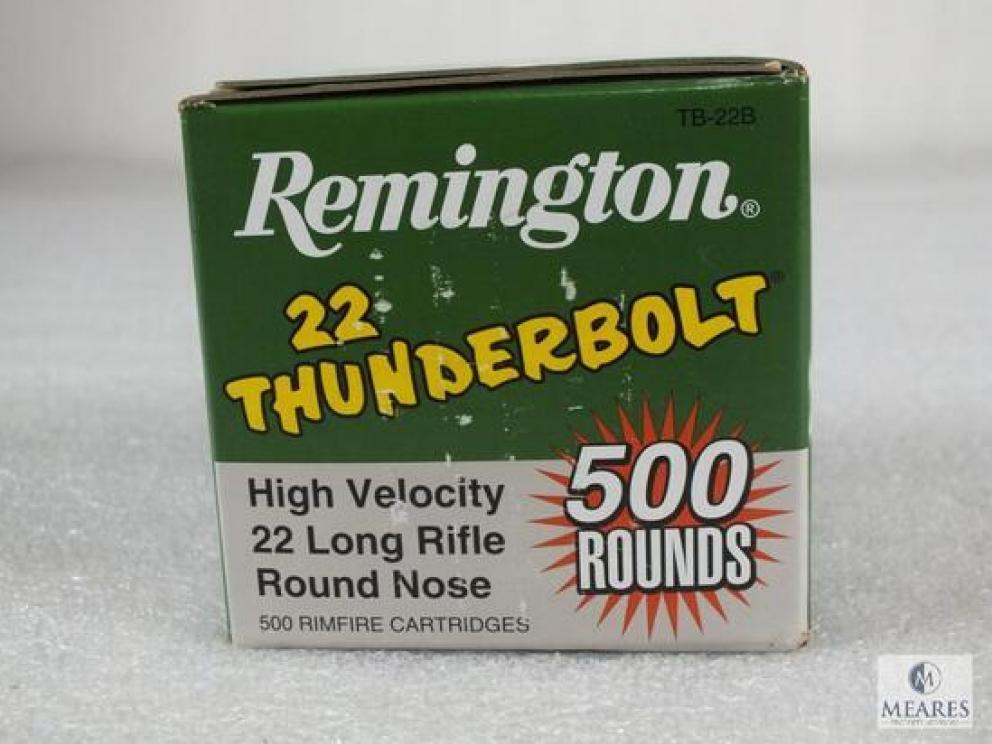 TB-22B
Remington®
22
THUNDERBOLT®
High Velocity
22 Long Rifle
Round Nose
500 RIMFIRE CARTRIDGES
500
ROUNDS
M
MEARES